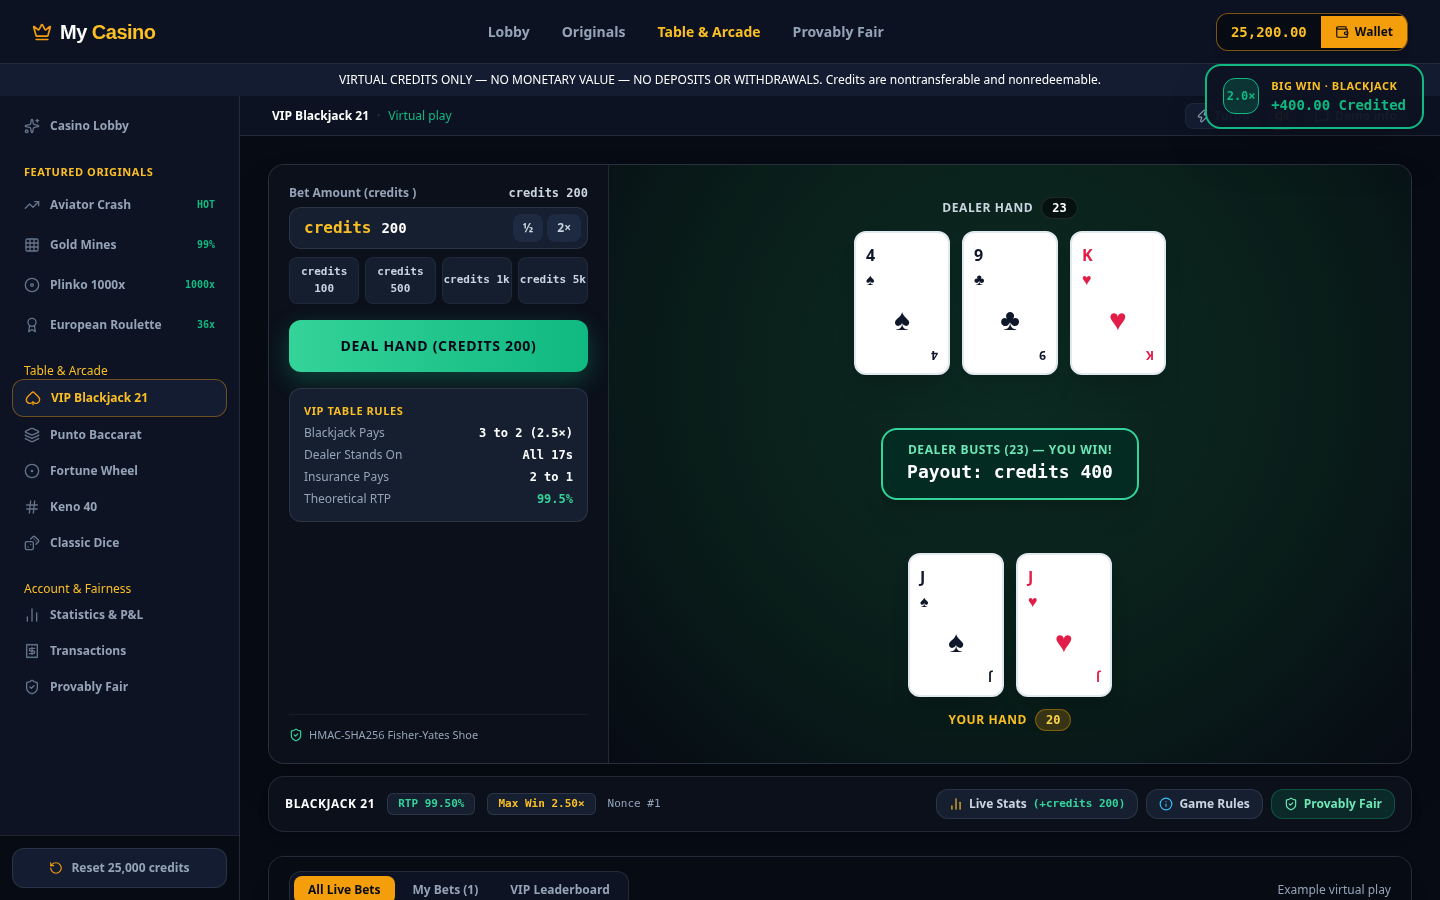 My Casino
Lobby
Originals
Table & Arcade
Provably Fair
25,200.00
Wallet
VIRTUAL CREDITS ONLY — NO MONETARY VALUE — NO DEPOSITS OR WITHDRAWALS. Credits are nontransferable and nonredeemable.
2.0×
BIG WIN · BLACKJACK
+400.00 Credited
Casino Lobby
FEATURED ORIGINALS
Aviator Crash
HOT
Gold Mines
99%
Plinko 1000x
1000x
European Roulette
36x
Table & Arcade
VIP Blackjack 21
Punto Baccarat
Fortune Wheel
Keno 40
Classic Dice
Account & Fairness
Statistics & P&L
Transactions
Provably Fair
Reset 25,000 credits
VIP Blackjack 21 · Virtual play
Bet Amount (credits )
credits 200
credits 200
½
2×
credits 100
credits 500
credits 1k
credits 5k
DEAL HAND (CREDITS 200)
VIP TABLE RULES
Blackjack Pays
3 to 2 (2.5×)
Dealer Stands On
All 17s
Insurance Pays
2 to 1
Theoretical RTP
99.5%
HMAC-SHA256 Fisher-Yates Shoe
DEALER HAND 23
4
♠
♠
4
9
♣
♣
9
K
♥
♥
K
DEALER BUSTS (23) — YOU WIN!
Payout: credits 400
J
♠
♠
J
J
♥
♥
J
YOUR HAND 20
BLACKJACK 21
RTP 99.50%
Max Win 2.50×
Nonce #1
Live Stats (+credits 200)
Game Rules
Provably Fair
All Live Bets
My Bets (1)
VIP Leaderboard
Example virtual play